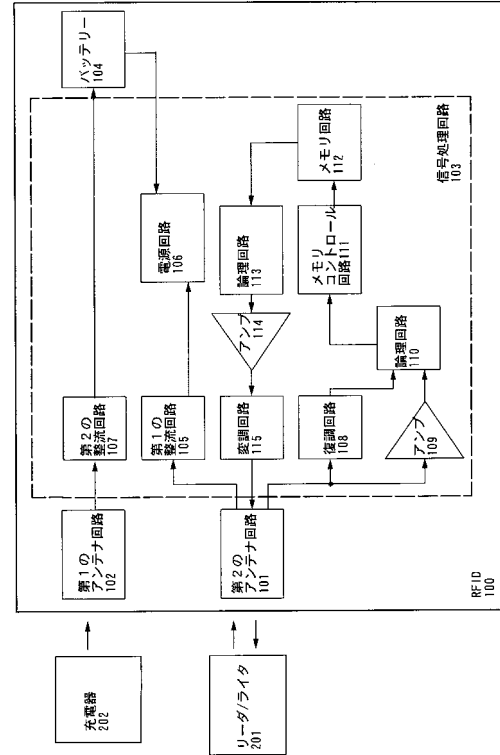 充電器
202
リーダ/ライタ
201
第1の
アンテナ回路
102
第2のアンテナ回路
101
第2の
整流回路
107
第1の
整流回路
105
変調回路
115
復調回路
108
アンプ
109
アンプ
114
電源回路
106
論理回路
113
メモリ
コントロール
回路111
論理回路
110
メモリ回路
112
バッテリー
104
信号処理回路
103
RFID
100